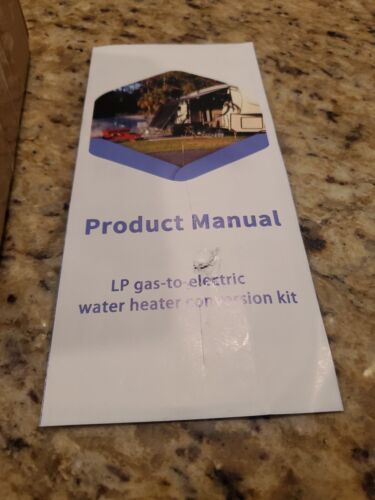 Product Manual
LP gas-to-electric
water heater conversion kit